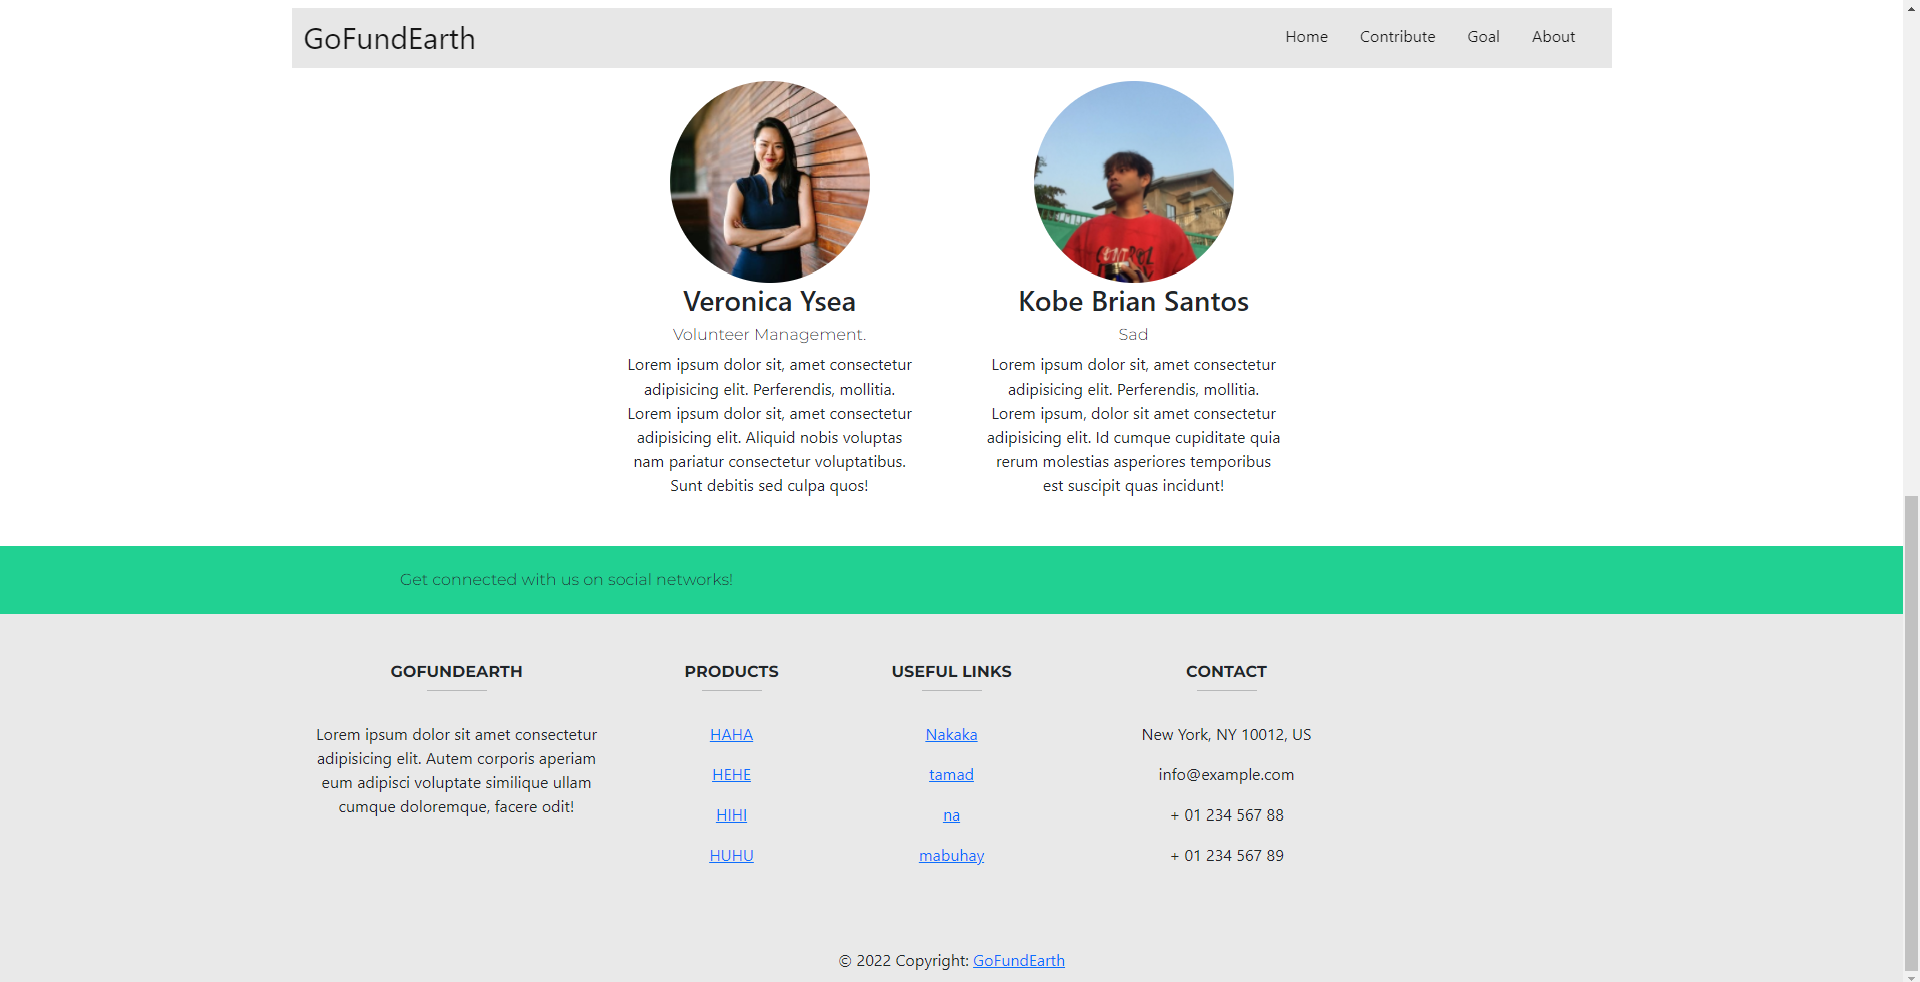 GoFundEarth
Home Contribute Goal About
Veronica Ysea
Volunteer Management.
Lorem ipsum dolor sit, amet consectetur
adipisicing elit. Perferendis, mollitia.
Lorem ipsum dolor sit, amet consectetur
adipisicing elit. Aliquid nobis voluptas
nam pariatur consectetur voluptatibus.
Sunt debitis sed culpa quos!
Kobe Brian Santos
Sad
Lorem ipsum dolor sit, amet consectetur
adipisicing elit. Perferendis, mollitia.
Lorem ipsum, dolor sit amet consectetur
adipisicing elit. Id cumque cupiditate quia
rerum molestias asperiores temporibus
est suscipit quas incidunt!
Get connected with us on social networks!
GOFUNDEARTH
Lorem ipsum dolor sit amet consectetur
adipisicing elit. Autem corporis aperiam
eum adipisci voluptate similique ullam
cumque doloremque, facere odit!
PRODUCTS
HAHA
HEHE
HIHI
HUHU
USEFUL LINKS
Nakaka
tamad
na
mabuhay
CONTACT
New York, NY 10012, US
info@example.com
+ 01 234 567 88
+ 01 234 567 89
© 2022 Copyright: GoFundEarth